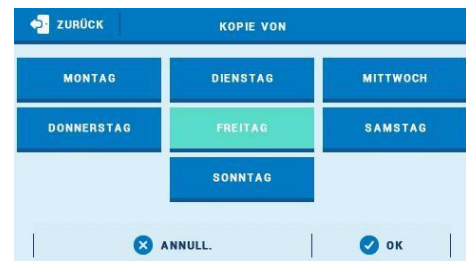 ZURÜCK KOPIE VON
MONTAG DIENSTAG MITTWOCH
DONNERSTAG FREITAG SAMSTAG
SONNTAG
ANNULL. OK